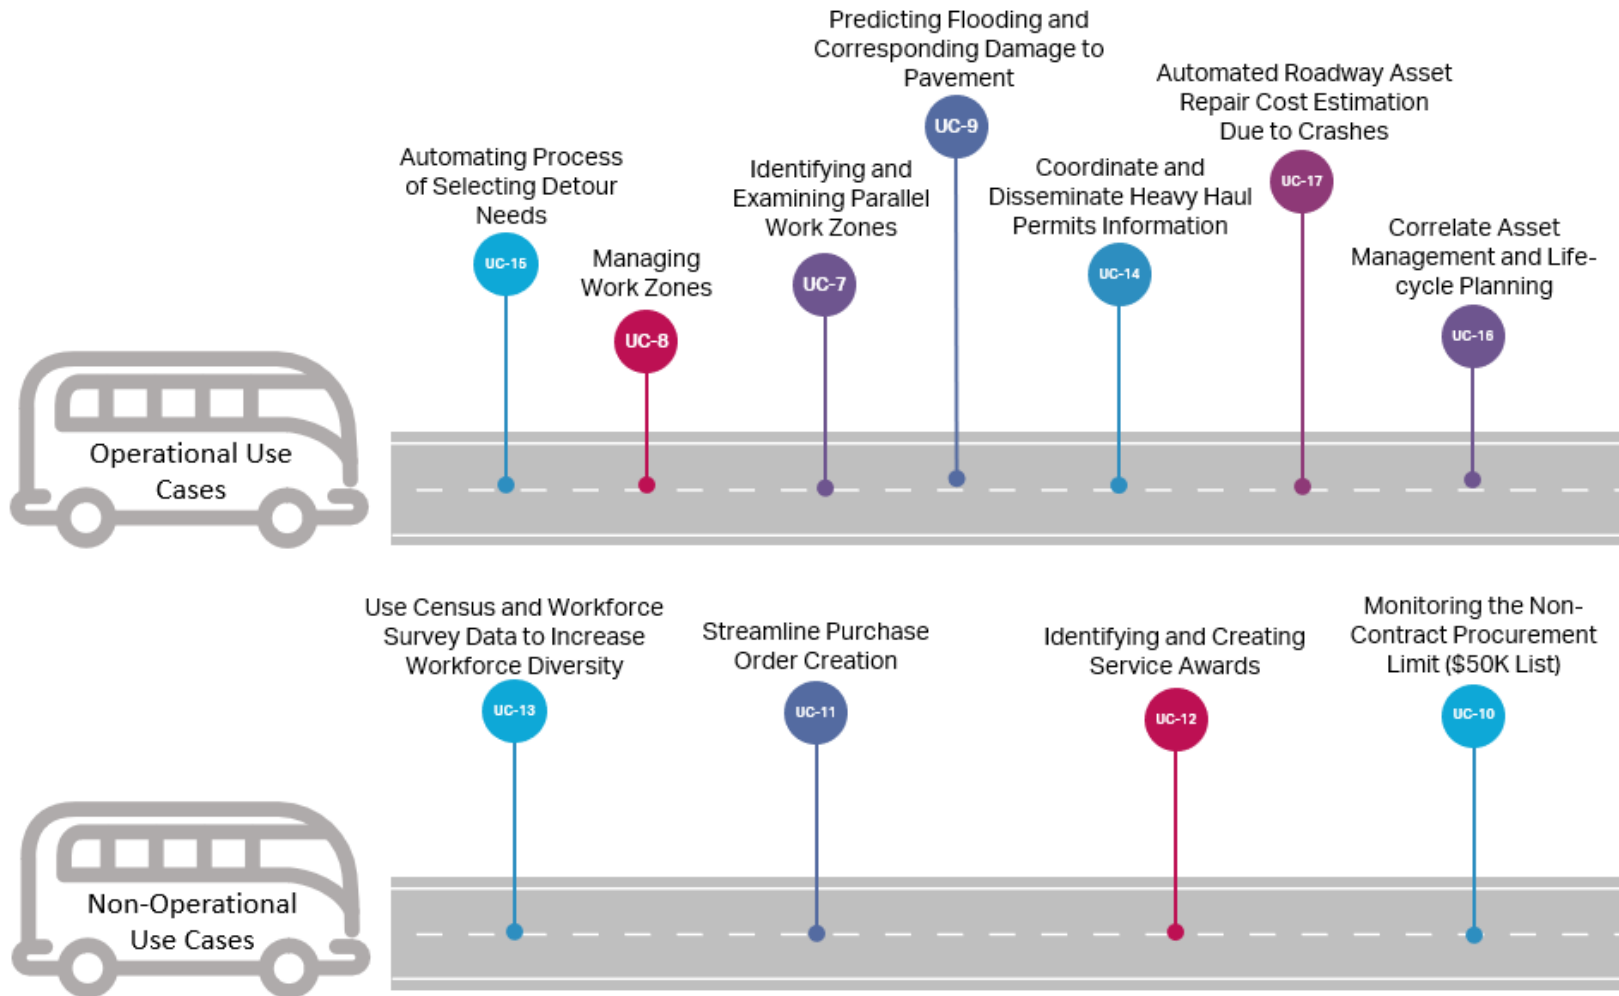 Predicting Flooding and
Corresponding Damage to
Pavement
UC-9
Automated Roadway Asset
Repair Cost Estimation
Due to Crashes
UC-17
Automating Process
of Selecting Detour
Needs
UC-15
Managing
Work Zones
UC-8
Identifying and
Examining Parallel
Work Zones
UC-7
Coordinate and
Disseminate Heavy Haul
Permits Information
UC-14
Correlate Asset
Management and Life-
cycle Planning
UC-16
Operational Use
Cases
Use Census and Workforce
Survey Data to Increase
Workforce Diversity
UC-13
Streamline Purchase
Order Creation
UC-11
Identifying and Creating
Service Awards
UC-12
Monitoring the Non-
Contract Procurement
Limit ($50K List)
UC-10
Non-Operational
Use Cases